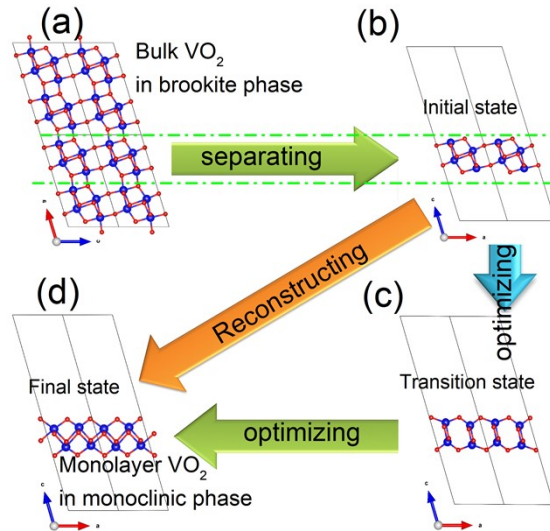 (a)
Bulk VO₂
in brookite phase
(b)
Initial state
separating
a
c
c
a
Reconstructing
optimizing
(d)
Final state
Monolayer VO₂
in monoclinic phase
c
a
optimizing
(c)
Transition state
c
a